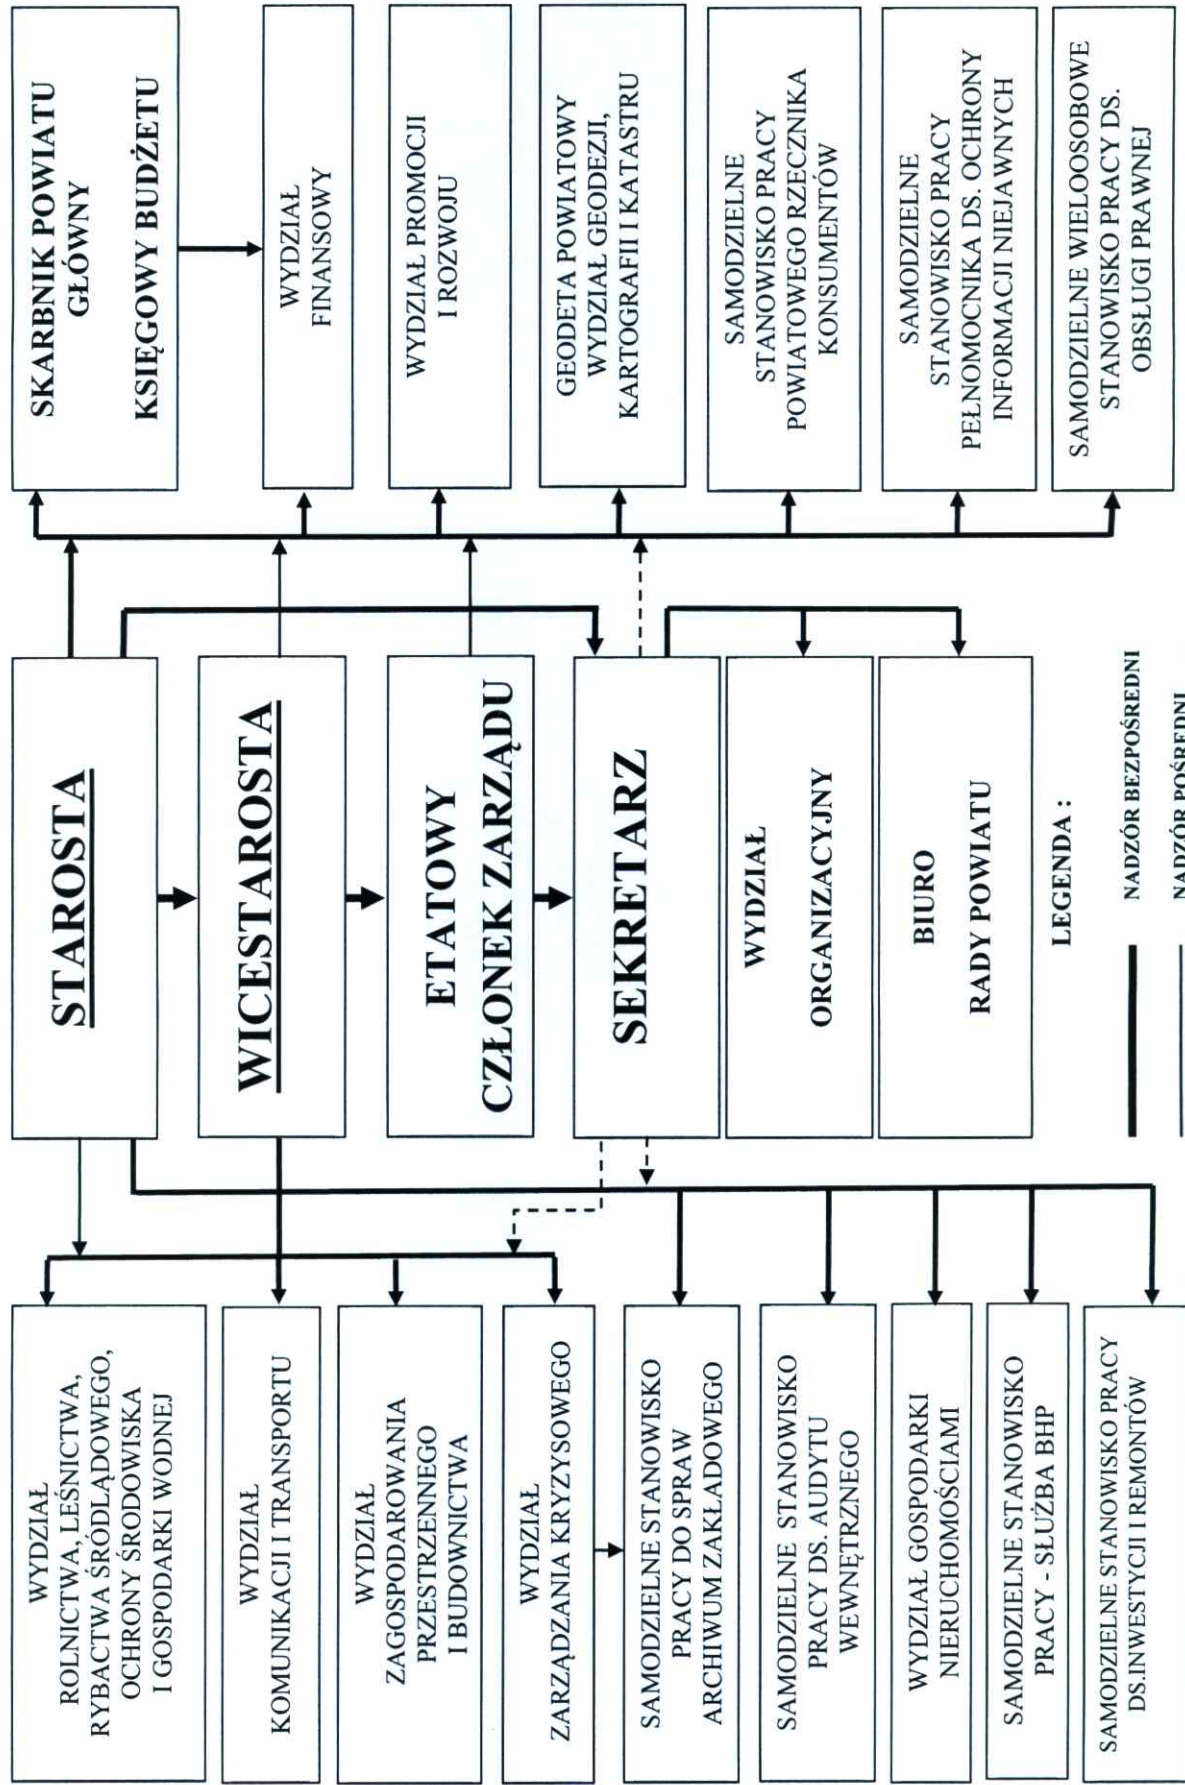 WYDZIAŁ
ROLNICTWA, LEŚNICTWA,
RYBACTWA ŚRODLĄDOWEGO,
OCHRONY ŚRODOWISKA
I GOSPODARKI WODNEJ
WYDZIAŁ
KOMUNIKACJI I TRANSPORTU
WYDZIAŁ
ZAGOSPODAROWANIA
PRZESTRZENNEGO
I BUDOWNICTWA
WYDZIAŁ
ZARZĄDZANIA KRYZYSOWEGO
SAMODZIELNE STANOWISKO
PRACY DO SPRAW
ARCHIWUM ZAKŁADOWEGO
SAMODZIELNE STANOWISKO
PRACY DS. AUDYTU
WEWNĘTRZNEGO
WYDZIAŁ GOSPODARKI
NIERUCHOMOŚCIAMI
SAMODZIELNE STANOWISKO
PRACY - SŁUŻBA BHP
SAMODZIELNE STANOWISKO PRACY
DS.INWESTYCJI I REMONTÓW
STAROSTA
WICESTAROSTA
ETATOWY
CZŁONEK ZARZĄDU
SEKRETARZ
WYDZIAŁ
ORGANIZACYJNY
BIURO
RADY POWIATU
LEGENDA :
NADZÓR BEZPOŚREDNI
NADZÓR POŚREDNI
SKARBNIK POWIATU
GŁÓWNY
KSIĘGOWY BUDŻETU
WYDZIAŁ
FINANSOWY
WYDZIAŁ PROMOCJI
I ROZWOJU
GEODETA POWIATOWY
WYDZIAŁ GEODEZJI,
KARTOGRAFII I KATASTRU
SAMODZIELNE
STANOWISKO PRACY
POWIATOWEGO RZECZNIKA
KONSUMENTÓW
SAMODZIELNE
STANOWISKO PRACY
PEŁNOMOCNIKA DS. OCHRONY
INFORMACJI NIEJAWNYCH
SAMODZIELNE WIELOOSOBOWE
STANOWISKO PRACY DS.
OBSŁUGI PRAWNEJ